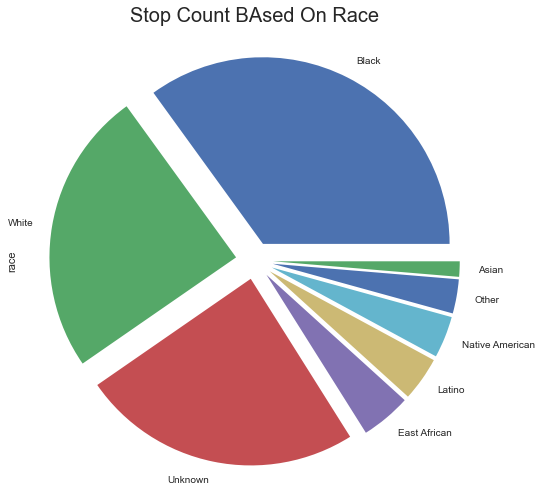 Stop Count BAsed On Race
Black
White
race
Asian
Other
Native American
Latino
East African
Unknown